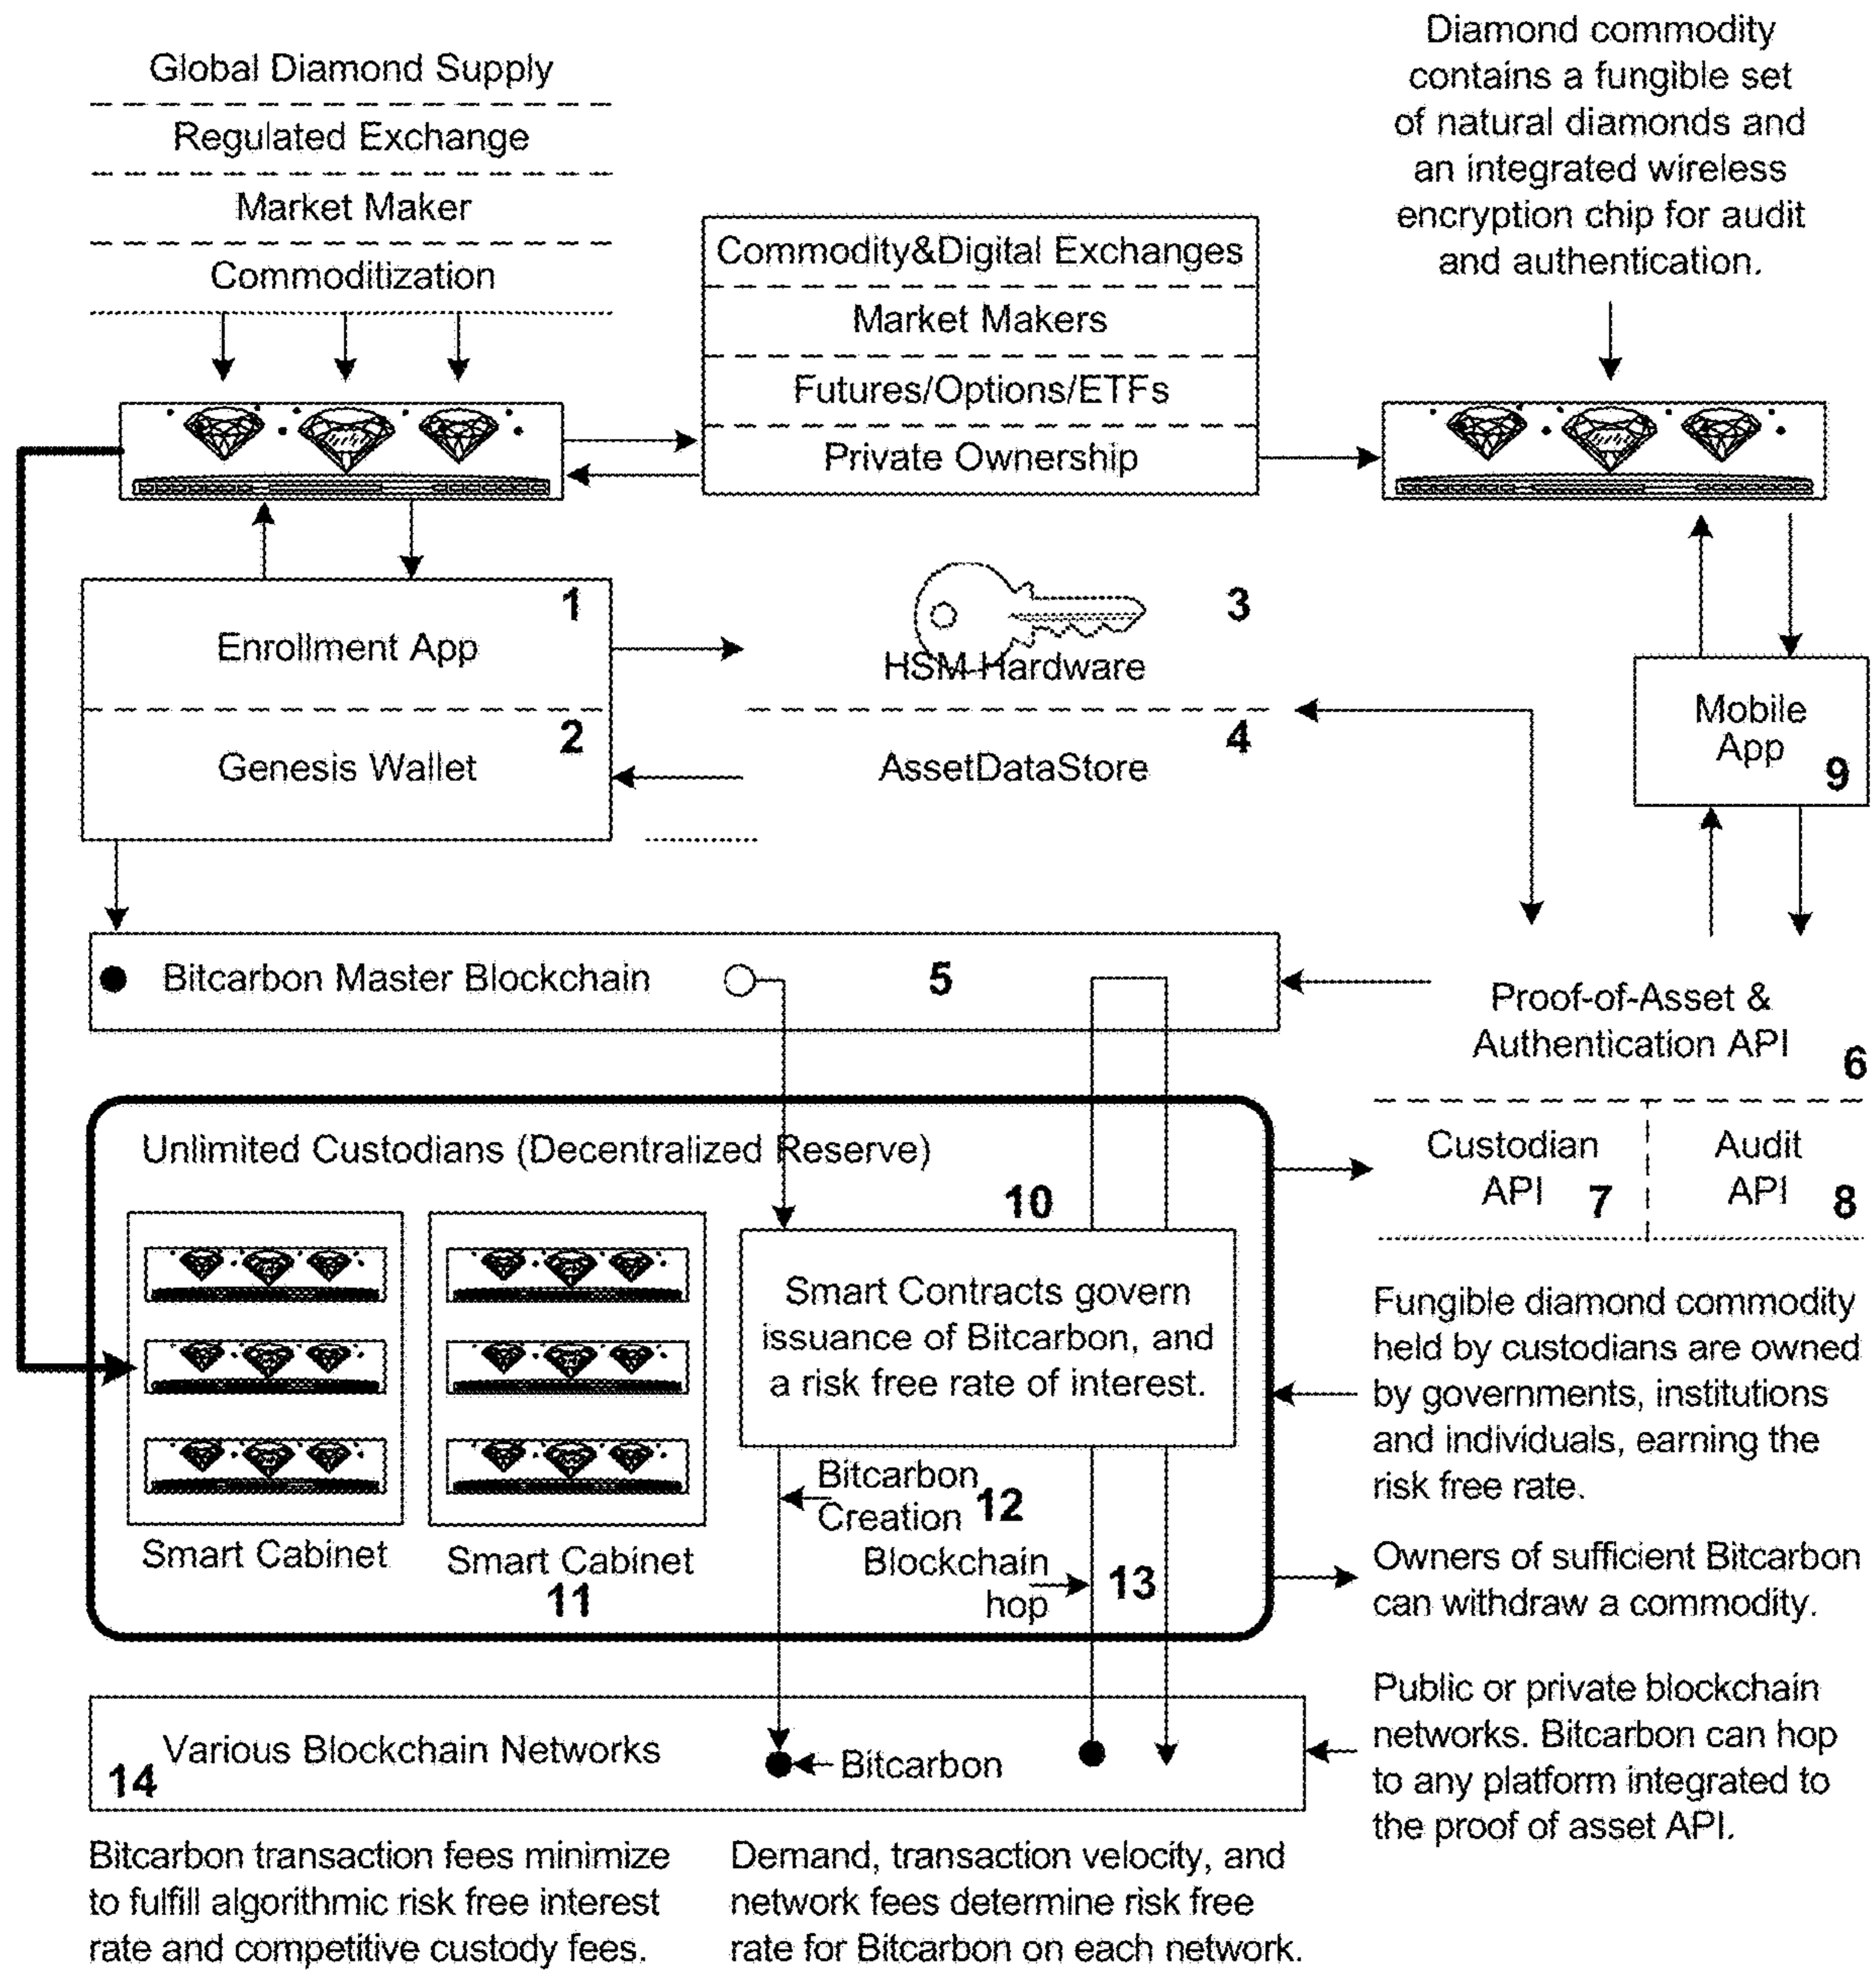 Global Diamond Supply
Regulated Exchange
Market Maker
Commoditization
Commodity&Digital Exchanges
Market Makers
Futures/Options/ETFs
Private Ownership
Diamond commodity
contains a fungible set
of natural diamonds and
an integrated wireless
encryption chip for audit
and authentication.
1
Enrollment App
2
Genesis Wallet
3
HSM Hardware
4
AssetDataStore
Mobile
App
9
Bitcarbon Master Blockchain
5
Proof-of-Asset &
Authentication API
6
Custodian
API 7
Audit
API 8
Unlimited Custodians (Decentralized Reserve)
10
Smart Contracts govern
issuance of Bitcarbon, and
a risk free rate of interest.
Smart Cabinet
Smart Cabinet
11
Bitcarbon
Creation
12
Blockchain
hop
13
Fungible diamond commodity
held by custodians are owned
by governments, institutions
and individuals, earning the
risk free rate.
Owners of sufficient Bitcarbon
can withdraw a commodity.
Public or private blockchain
networks. Bitcarbon can hop
to any platform integrated to
the proof of asset API.
Various Blockchain Networks
14
Bitcarbon
Bitcarbon transaction fees minimize
to fulfill algorithmic risk free interest
rate and competitive custody fees.
Demand, transaction velocity, and
network fees determine risk free
rate for Bitcarbon on each network.